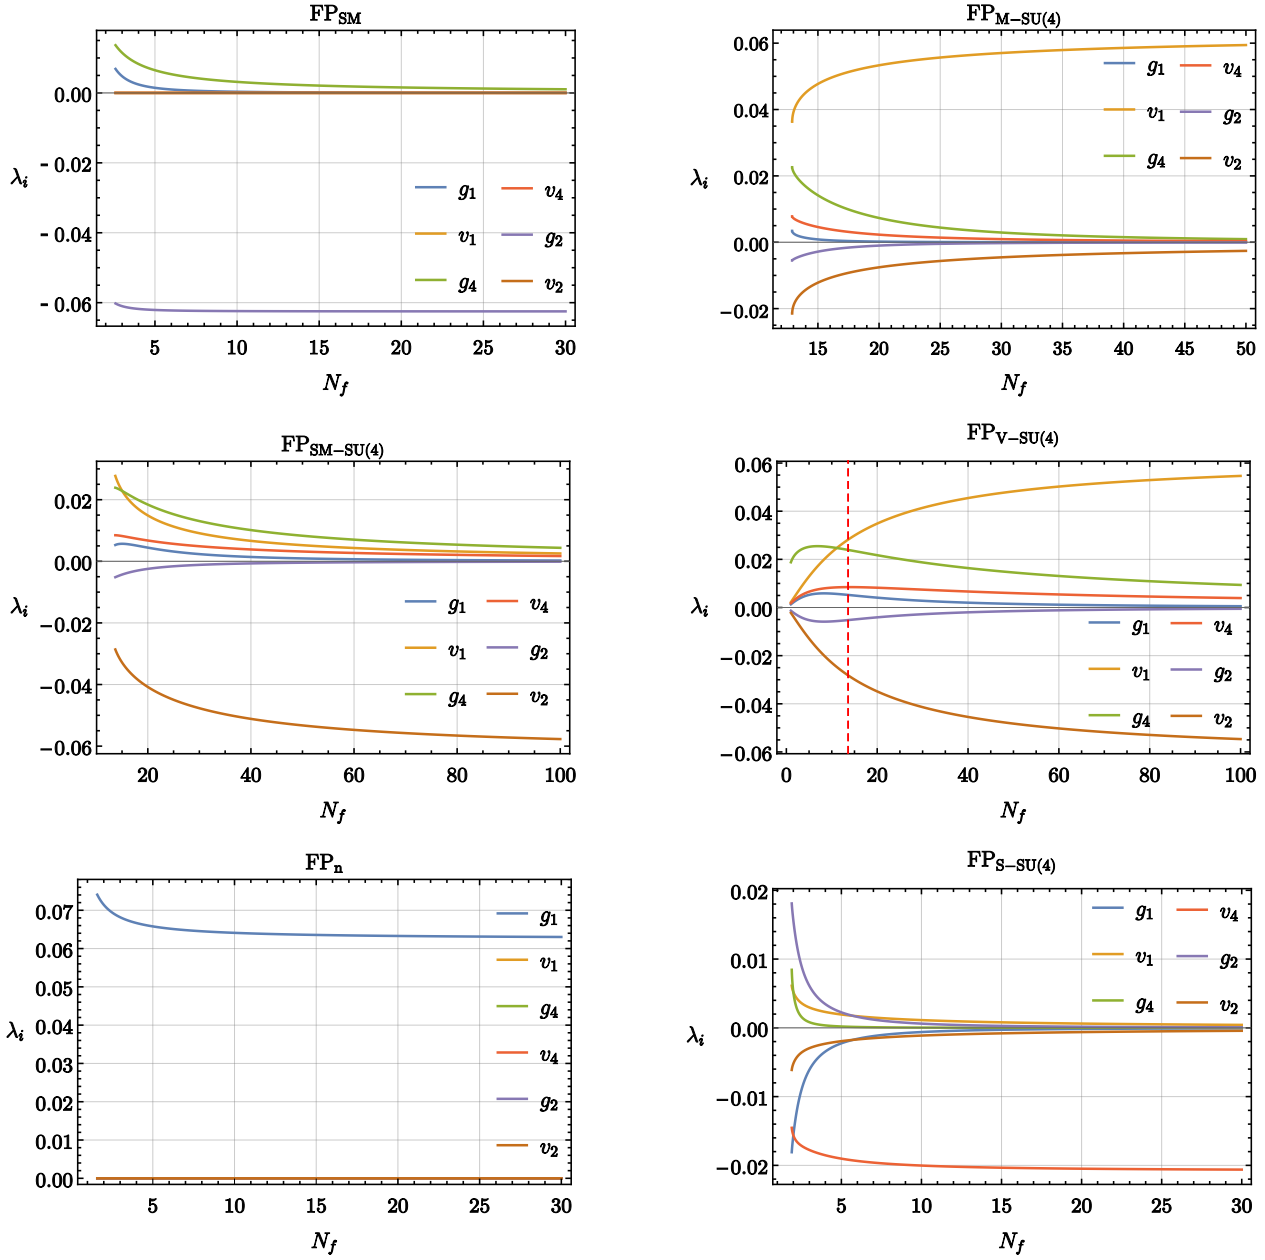 FP_SM
0.00
- 0.02
- 0.04
- 0.06
λ_i
5 10 15 20 25 30
N_f
g_1 v_4
v_1 g_2
g_4 v_2
FP_M−SU(4)
0.06
0.04
0.02
0.00
−0.02
λ_i
15 20 25 30 35 40 45 50
N_f
g_1 v_4
v_1 g_2
g_4 v_2
FP_SM−SU(4)
0.02
0.00
−0.02
−0.04
−0.06
λ_i
20 40 60 80 100
N_f
g_1 v_4
v_1 g_2
g_4 v_2
FP_V−SU(4)
0.06
0.04
0.02
0.00
−0.02
−0.04
−0.06
λ_i
0 20 40 60 80 100
N_f
g_1 v_4
v_1 g_2
g_4 v_2
FP_n
0.07
0.06
0.05
0.04
0.03
0.02
0.01
0.00
λ_i
5 10 15 20 25 30
N_f
g_1
v_1
g_4
v_4
g_2
v_2
FP_S−SU(4)
0.02
0.01
0.00
−0.01
−0.02
λ_i
5 10 15 20 25 30
N_f
g_1 v_4
v_1 g_2
g_4 v_2